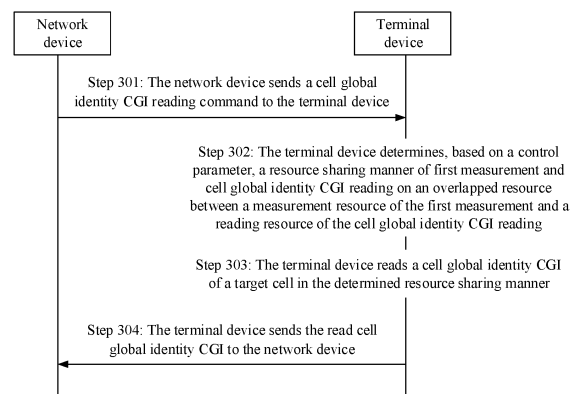 Network
device
Terminal
device
Step 301: The network device sends a cell global
identity CGI reading command to the terminal device
Step 302: The terminal device determines, based on a control
parameter, a resource sharing manner of first measurement and
cell global identity CGI reading on an overlapped resource
between a measurement resource of the first measurement and a
reading resource of the cell global identity CGI reading
Step 303: The terminal device reads a cell global identity CGI
of a target cell in the determined resource sharing manner
Step 304: The terminal device sends the read cell
global identity CGI to the network device